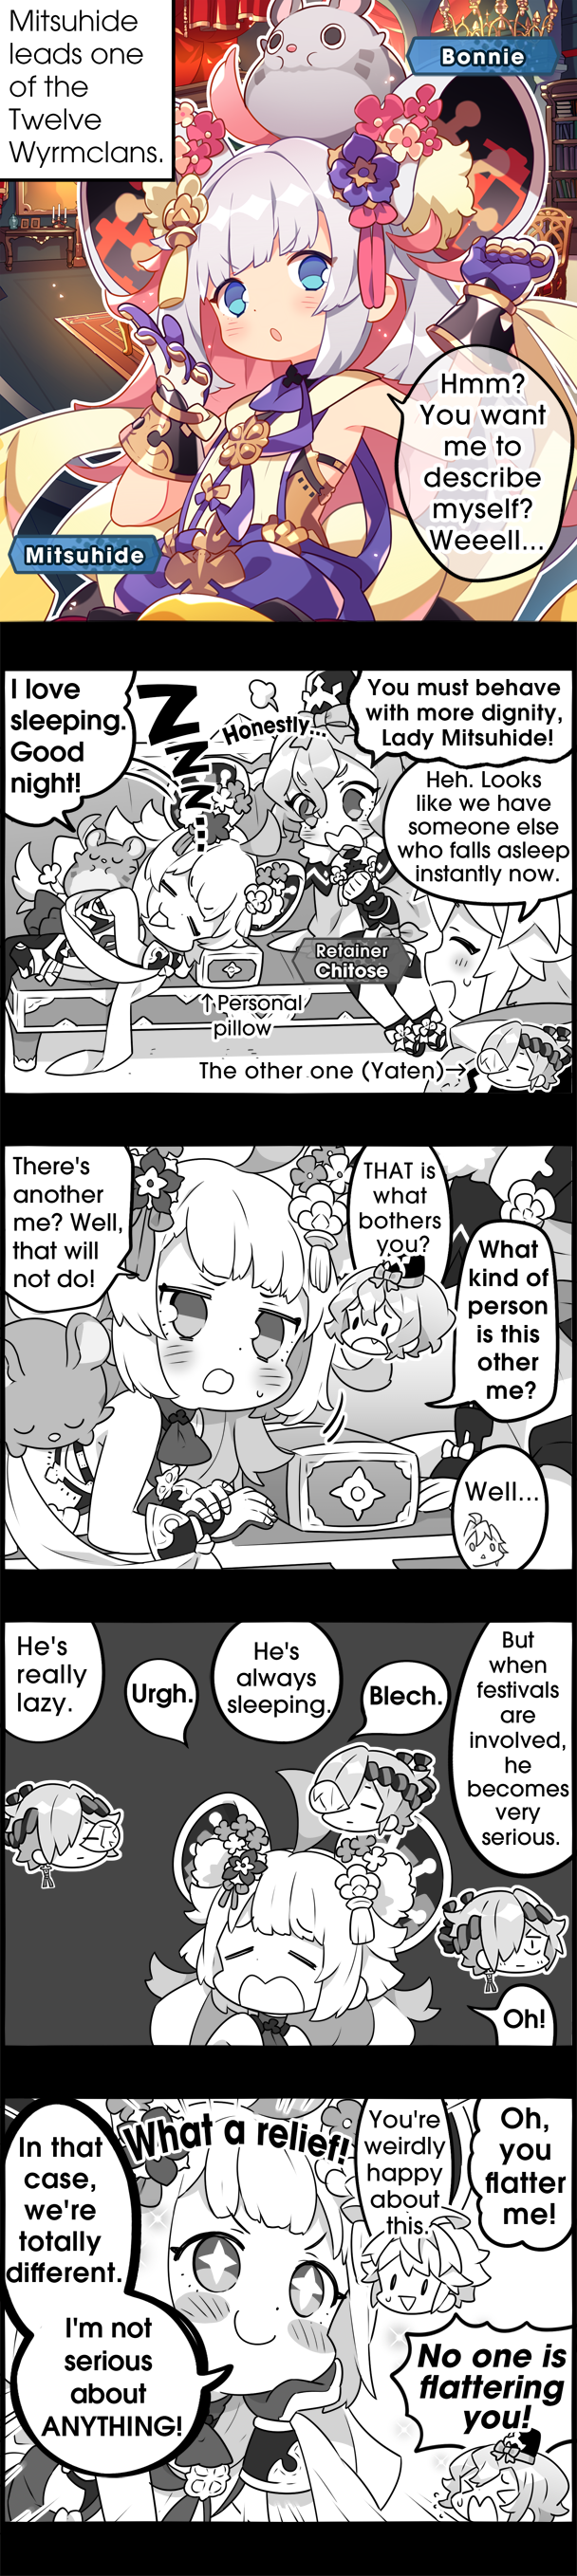 Mitsuhide
leads one
of the
Twelve
Wyrmclans.
Bonnie
Hmm?
You want
me to
describe
myself?
Weeell...
Mitsuhide
I love
sleeping.
Good
night!
ZZZ...
Honestly...
You must behave
with more dignity,
Lady Mitsuhide!
Heh. Looks
like we have
someone else
who falls asleep
instantly now.
Retainer
Chitose
↑Personal
pillow
The other one (Yaten)→
There's
another
me? Well,
that will
not do!
THAT is
what
bothers
you?
What
kind of
person
is this
other
me?
Well...
He's
really
lazy.
Urgh.
He's
always
sleeping.
Blech.
But
when
festivals
are
involved,
he
becomes
very
serious.
Oh!
In that
case,
we're
totally
different.
What a relief!
I'm not
serious
about
ANYTHING!
You're
weirdly
happy
about
this.
Oh,
you
flatter
me!
No one is
flattering
you!